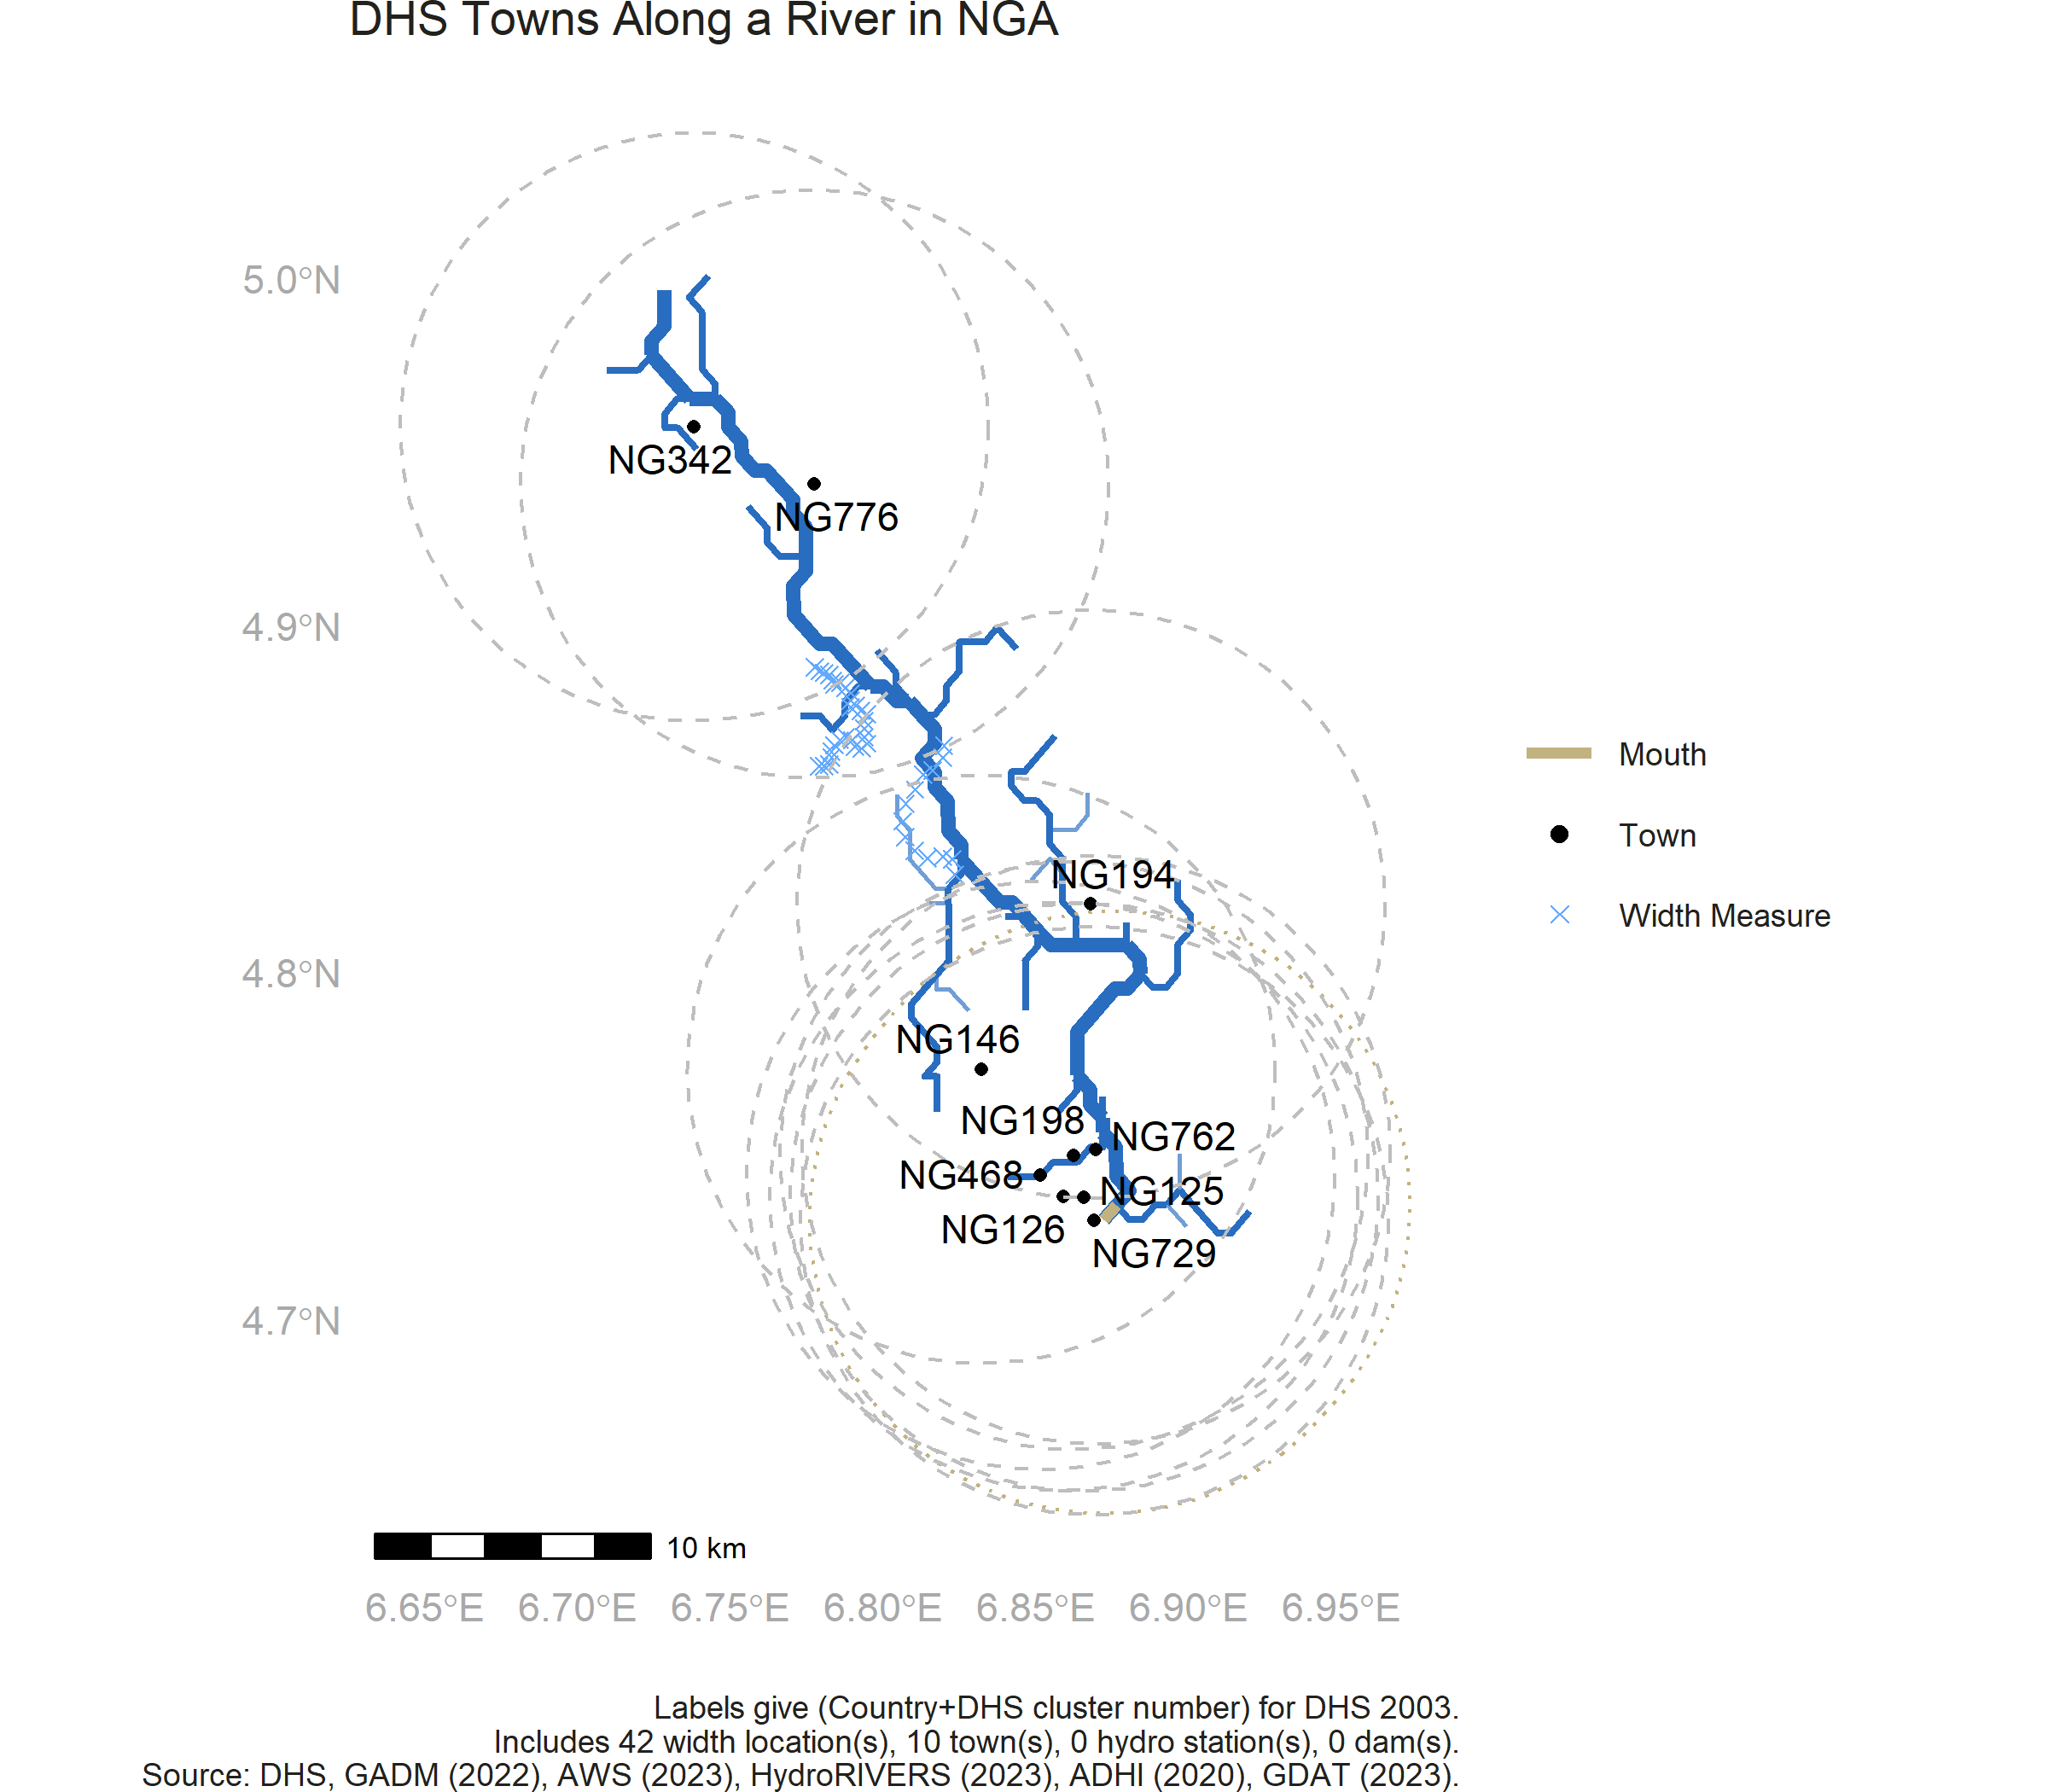 DHS Towns Along a River in NGA
5.0°N
4.9°N
4.8°N
4.7°N
NG342
NG776
NG194
NG146
NG198
NG762
NG468
NG125
NG126
NG729
Mouth
Town
Width Measure
10 km
6.65°E 6.70°E 6.75°E 6.80°E 6.85°E 6.90°E 6.95°E
Labels give (Country+DHS cluster number) for DHS 2003.
Includes 42 width location(s), 10 town(s), 0 hydro station(s), 0 dam(s).
Source: DHS, GADM (2022), AWS (2023), HydroRIVERS (2023), ADHI (2020), GDAT (2023).